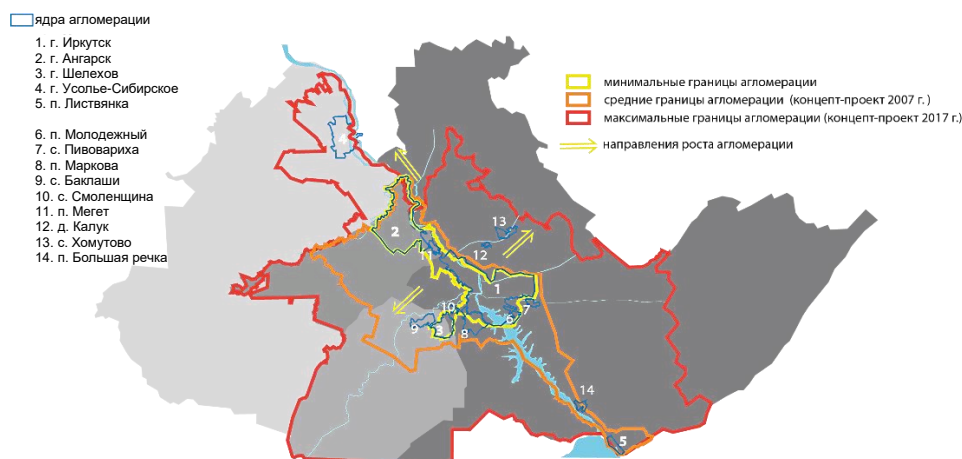 ядра агломерации
1. г. Иркутск
2. г. Ангарск
3. г. Шелехов
4. г. Усолье-Сибирское
5. п. Листвянка
6. п. Молодежный
7. с. Пивовариха
8. п. Маркова
9. с. Баклаши
10. с. Смоленщина
11. п. Мегет
12. д. Калук
13. с. Хомутово
14. п. Большая речка
минимальные границы агломерации
средние границы агломерации (концепт-проект 2007 г.)
максимальные границы агломерации (концепт-проект 2017 г.)
направления роста агломерации
13
2
11
12
1
10
7
6
9
3
8
14
5